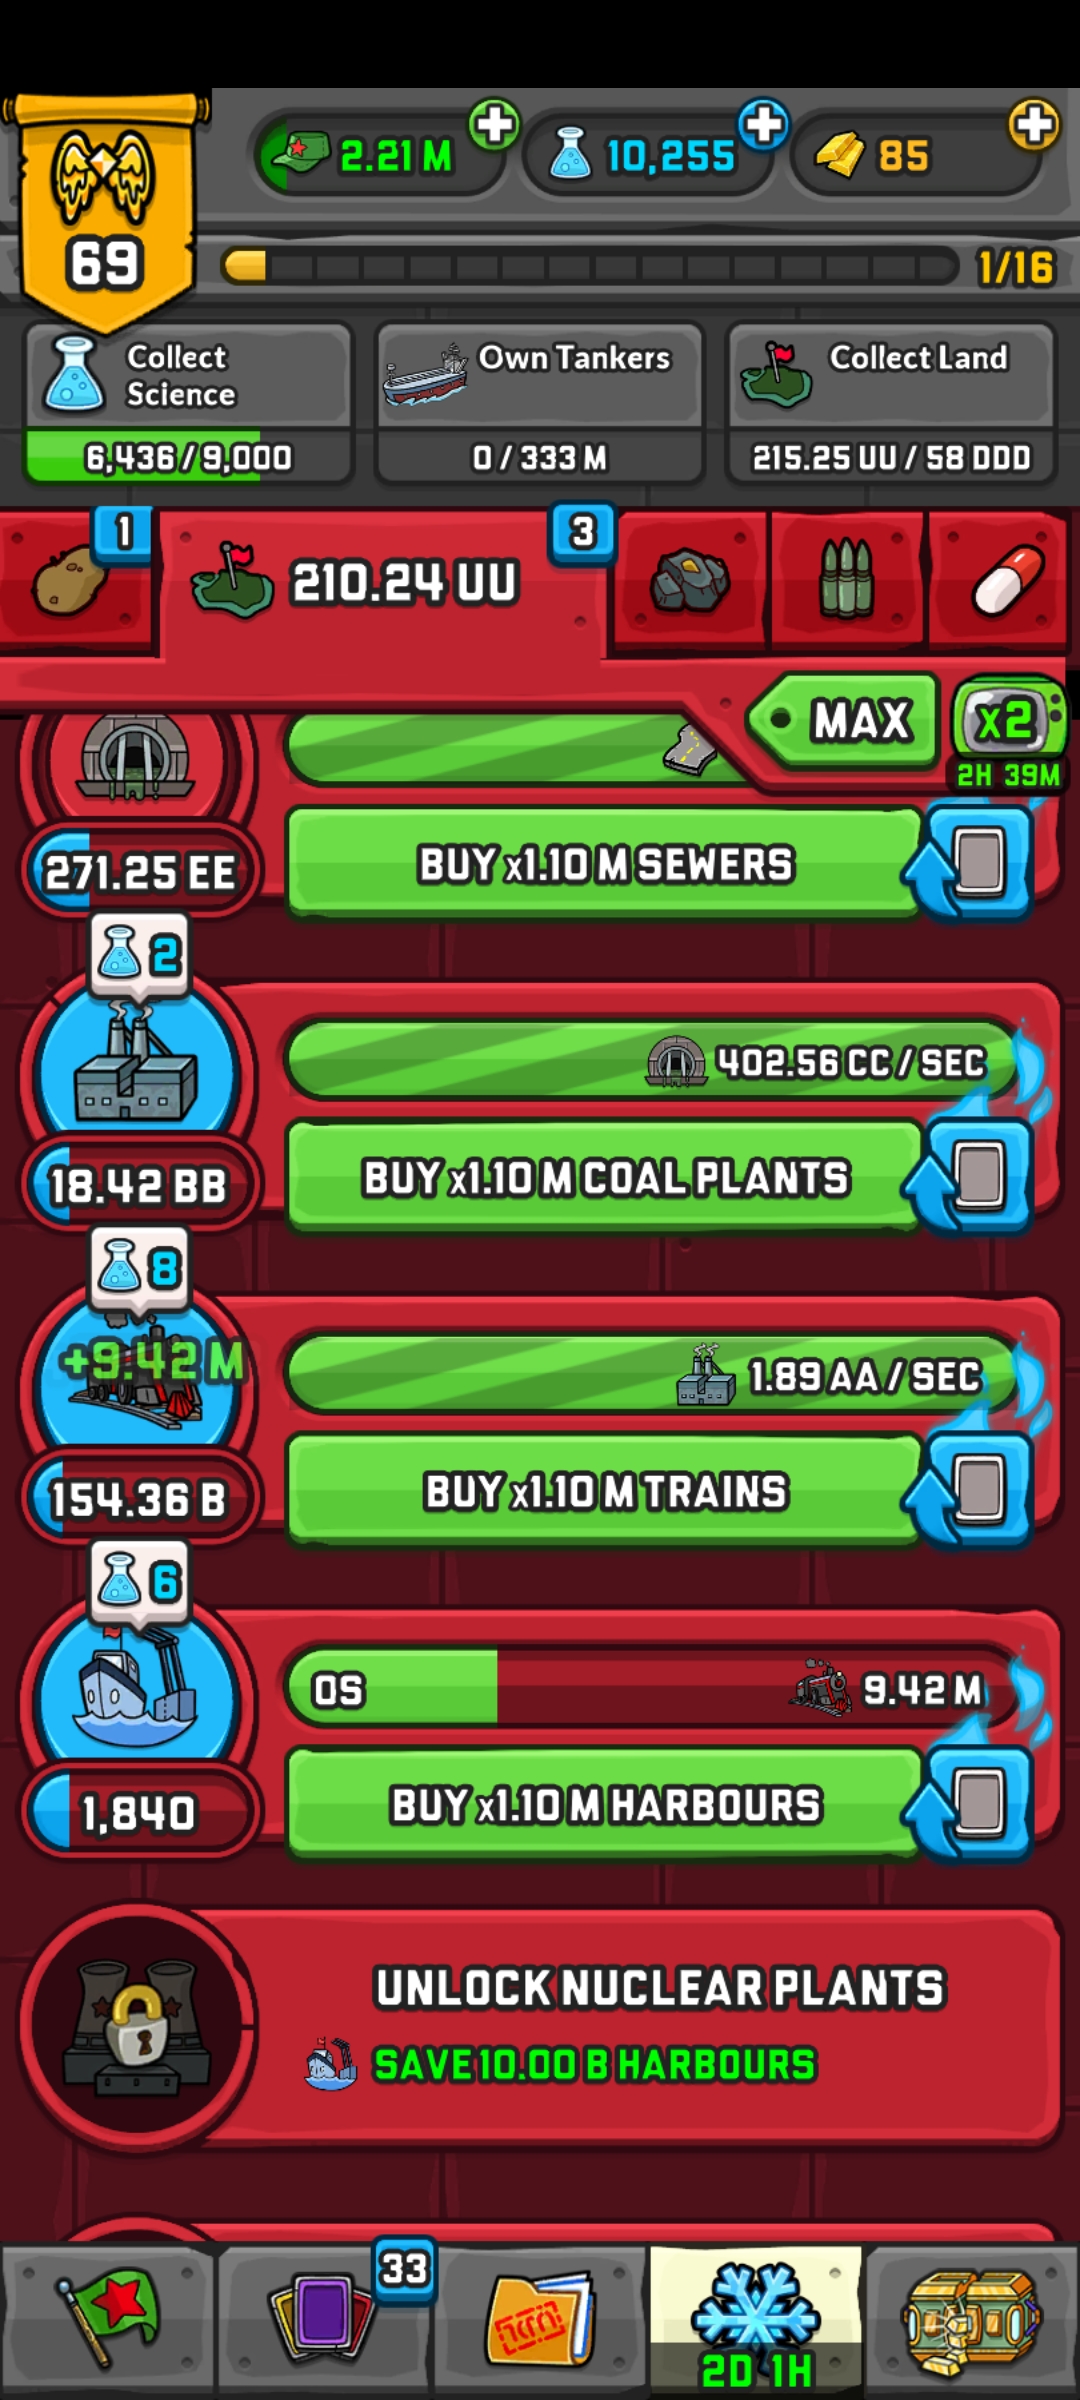 2.21 M
10,255
85
69
1/16
Collect
Science
Own Tankers
Collect Land
6,436 / 9,000
0 / 333 M
215.25 UU / 58 DDD
1
3
210.24 UU
MAX
x2
2H 39M
271.25 EE
BUY x1.10 M SEWERS
2
402.56 CC / SEC
18.42 BB
BUY x1.10 M COAL PLANTS
8
+9.42 M
1.89 AA / SEC
154.36 B
BUY x1.10 M TRAINS
6
0S
9.42 M
1,840
BUY x1.10 M HARBOURS
UNLOCK NUCLEAR PLANTS
SAVE 10.00 B HARBOURS
33
2D 1H